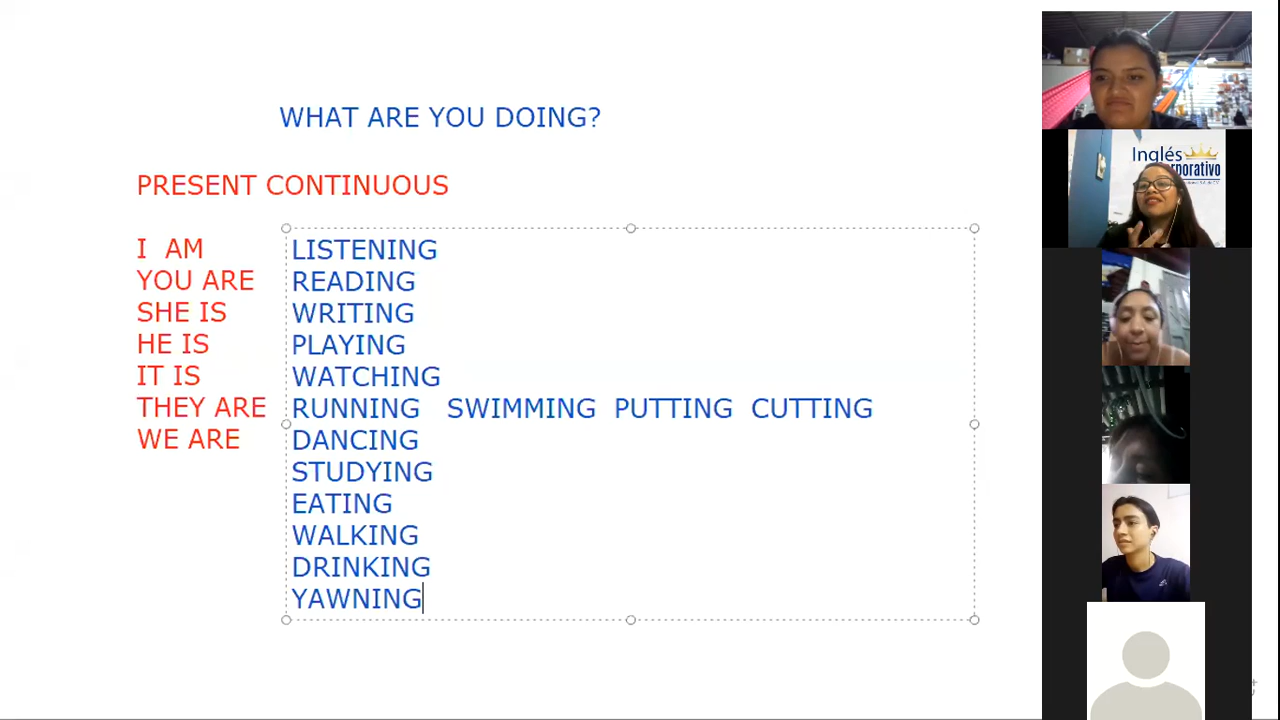 WHAT ARE YOU DOING?
PRESENT CONTINUOUS
I AM LISTENING
YOU ARE READING
SHE IS WRITING
HE IS PLAYING
IT IS WATCHING
THEY ARE RUNNING SWIMMING PUTTING CUTTING
WE ARE DANCING
STUDYING
EATING
WALKING
DRINKING
YAWNING
Inglés